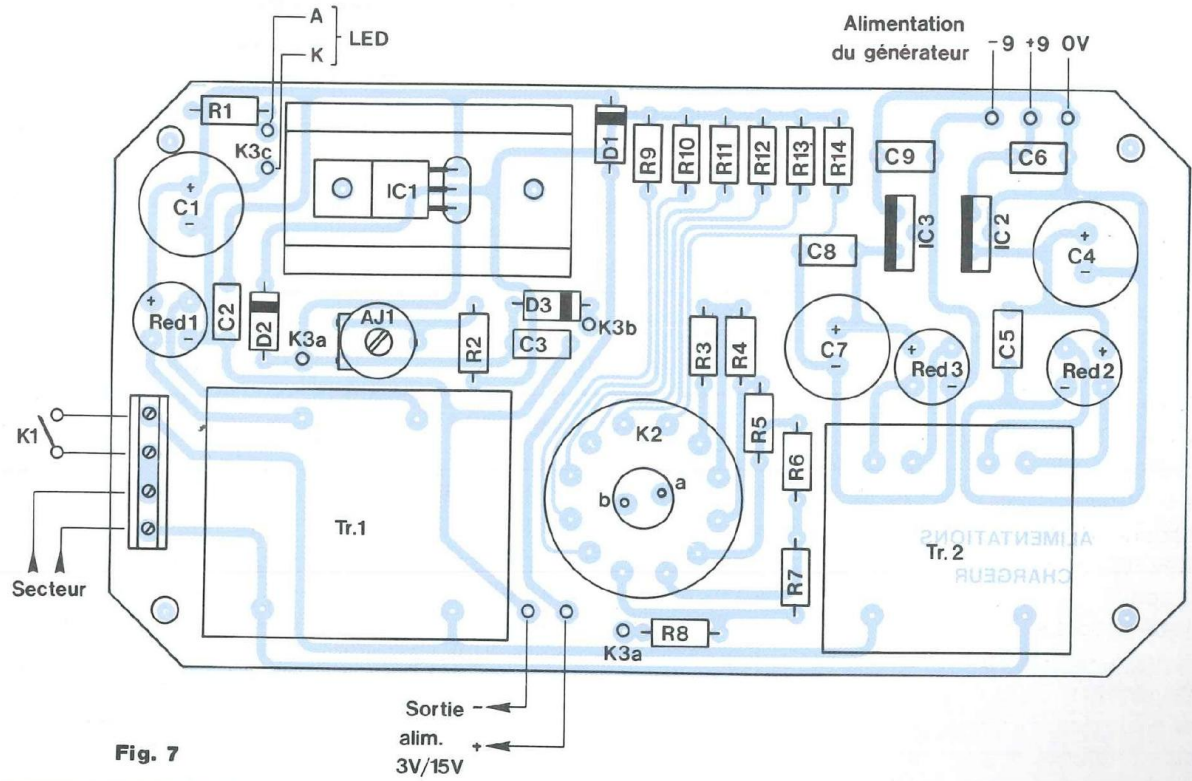 A
K
LED
Alimentation
du générateur
-9 +9 0V
R1
K3c
C1
+
-
IC1
D1
R9
R10
R11
R12
R13
R14
C9
C6
IC3
IC2
C8
C4
+
-
Red1
+
-
C2
D2
K3a
AJ1
R2
D3
C3
K3b
R3
R4
C7
+
-
Red3
+
-
C5
Red2
+
-
K1
K2
a
b
R5
R6
R7
Tr.1
Tr.2
ALIMENTATIONS
CHARGEUR
Secteur
K3a
R8
Sortie -
alim. +
3V/15V
Fig. 7